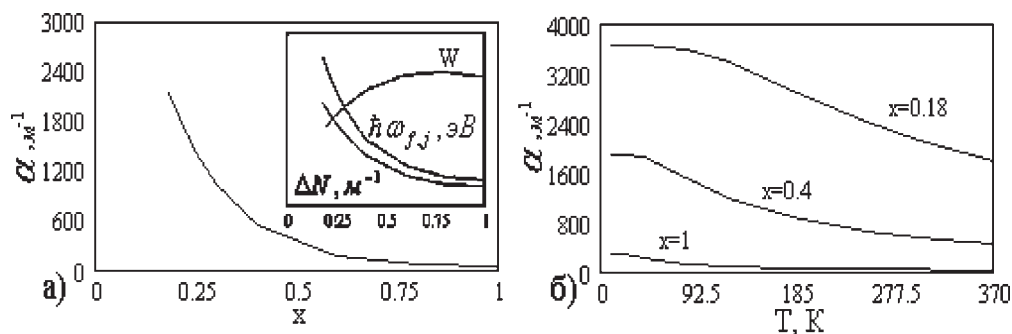 3000
2400
1800
1200
600
0
α, м⁻¹
W
ħω_{f,j}, эВ
ΔN, м⁻¹
0 0.25 0.5 0.75 1
а) 0 0.25 0.5 0.75 1
x
4000
3200
2400
1600
800
0
α, м⁻¹
x=0.18
x=0.4
x=1
б) 0 92.5 185 277.5 370
T, K